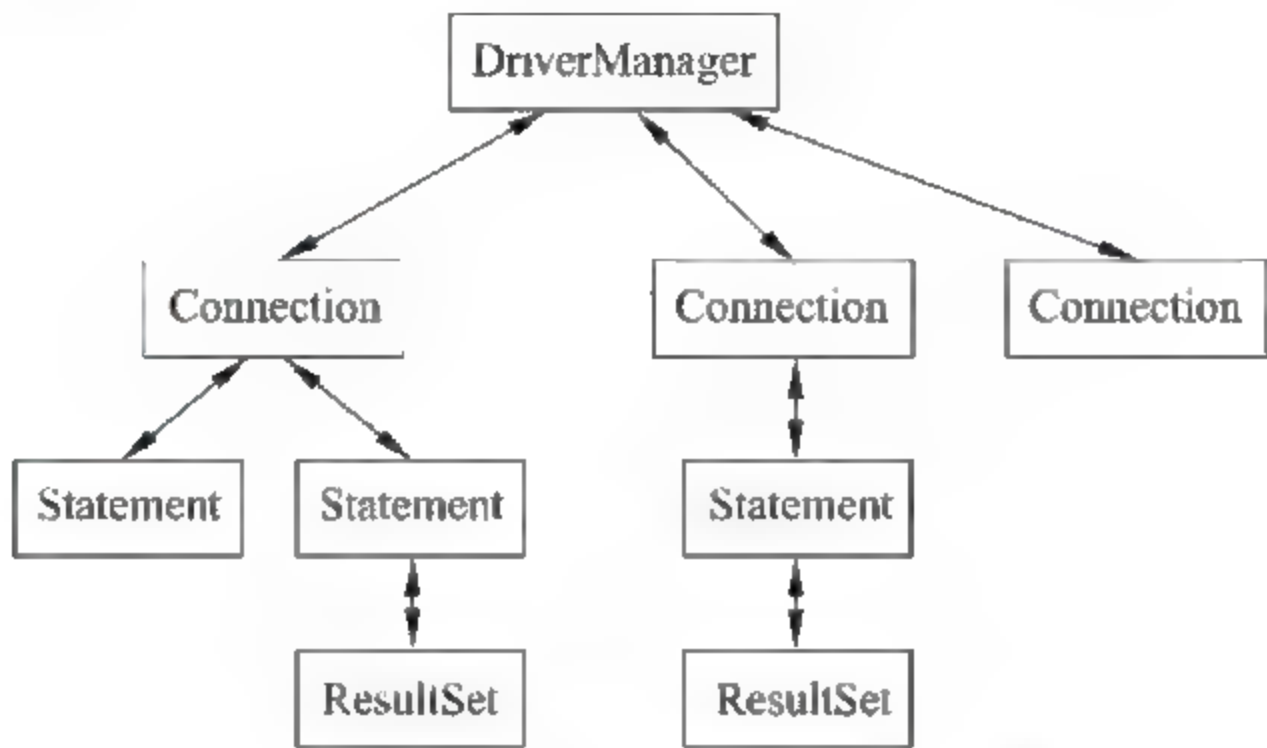 DriverManager
Connection
Connection
Connection
Statement
Statement
Statement
ResultSet
ResultSet